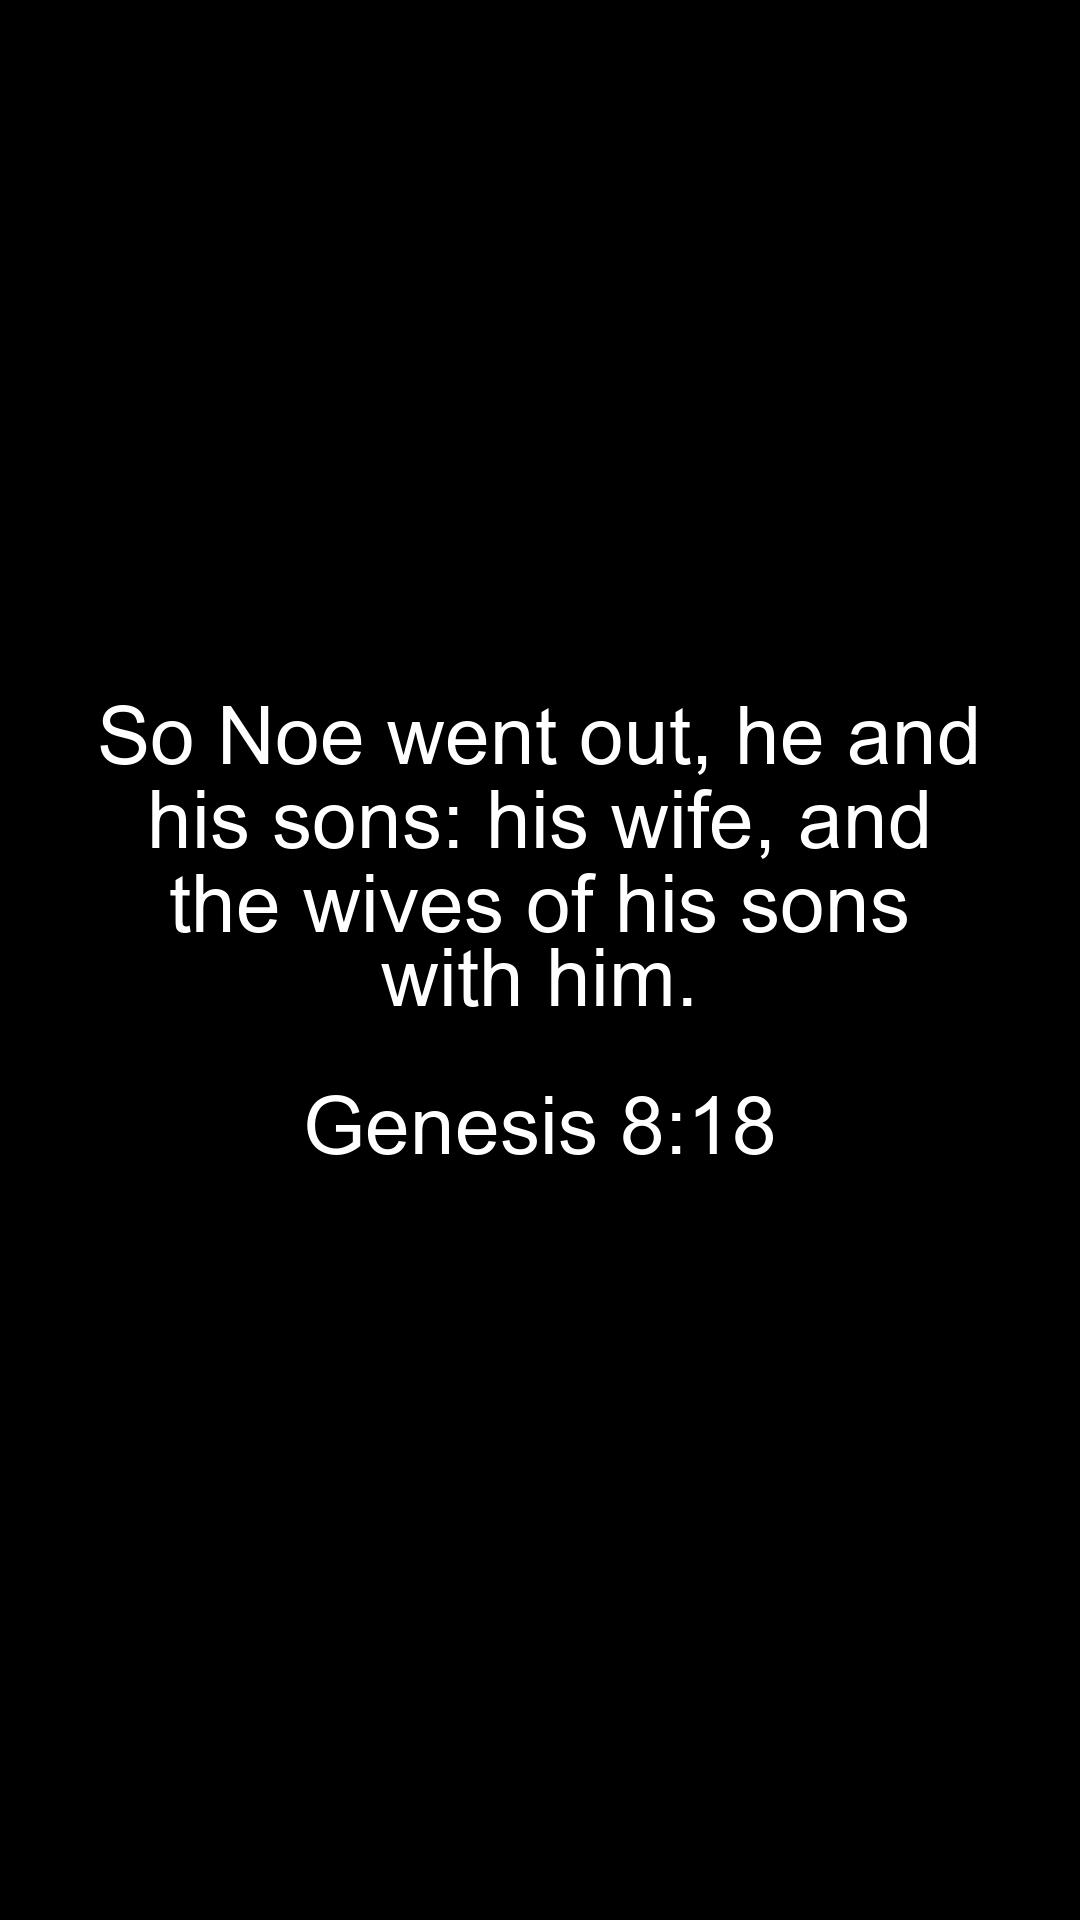 So Noe went out, he and
his sons: his wife, and
the wives of his sons
with him.
Genesis 8:18